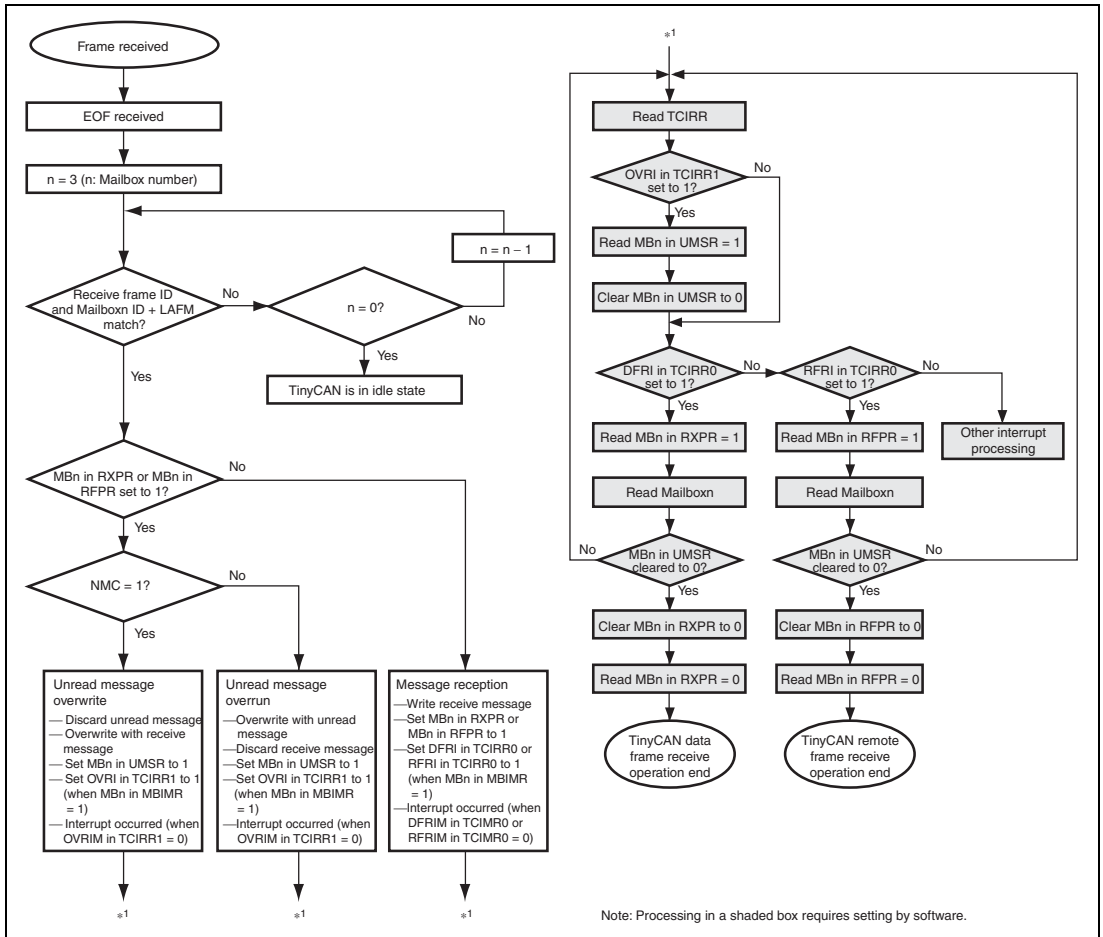 Frame received
EOF received
n = 3 (n: Mailbox number)
n = n – 1
Receive frame ID
and Mailboxn ID + LAFM
match?
No
n = 0?
No
Yes
TinyCAN is in idle state
Yes
MBn in RXPR or MBn in
RFPR set to 1?
No
Yes
NMC = 1?
No
Yes
Unread message
overwrite
— Discard unread message
— Overwrite with receive
message
— Set MBn in UMSR to 1
— Set OVRI in TCIRR1 to 1
(when MBn in MBIMR
= 1)
— Interrupt occurred (when
OVRIM in TCIRR1 = 0)
*1
Unread message
overrun
—Overwrite with unread
message
—Discard receive message
—Set MBn in UMSR to 1
—Set OVRI in TCIRR1 to 1
(when MBn in MBIMR
= 1)
—Interrupt occurred (when
OVRIM in TCIRR1 = 0)
*1
Message reception
—Write receive message
—Set MBn in RXPR or
MBn in RFPR to 1
—Set DFRI in TCIRR0 or
RFRI in TCIRR0 to 1
(when MBn in MBIMR
= 1)
—Interrupt occurred (when
DFRIM in TCIMR0 or
RFRIM in TCIMR0 = 0)
*1
*1
Read TCIRR
OVRI in TCIRR1
set to 1?
No
Yes
Read MBn in UMSR = 1
Clear MBn in UMSR to 0
DFRI in TCIRR0
set to 1?
No
Yes
RFRI in TCIRR0
set to 1?
No
Yes
Other interrupt
processing
Read MBn in RXPR = 1
Read Mailboxn
MBn in UMSR
cleared to 0?
No
Yes
Clear MBn in RXPR to 0
Read MBn in RXPR = 0
TinyCAN data
frame receive
operation end
Read MBn in RFPR = 1
Read Mailboxn
MBn in UMSR
cleared to 0?
No
Yes
Clear MBn in RFPR to 0
Read MBn in RFPR = 0
TinyCAN remote
frame receive
operation end
Note: Processing in a shaded box requires setting by software.